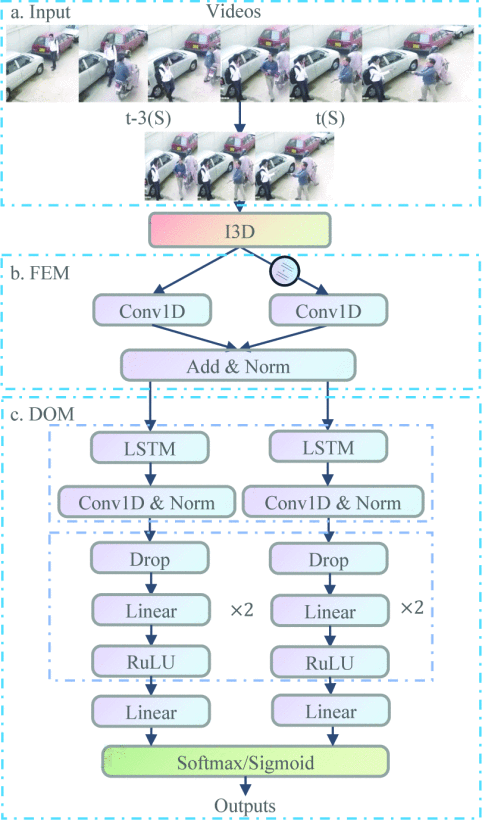 a. Input
Videos
t-3(S)
t(S)
I3D
b. FEM
Conv1D
Conv1D
Add & Norm
c. DOM
LSTM
LSTM
Conv1D & Norm
Conv1D & Norm
Drop
Drop
Linear
×2
Linear
×2
RuLU
RuLU
Linear
Linear
Softmax/Sigmoid
Outputs